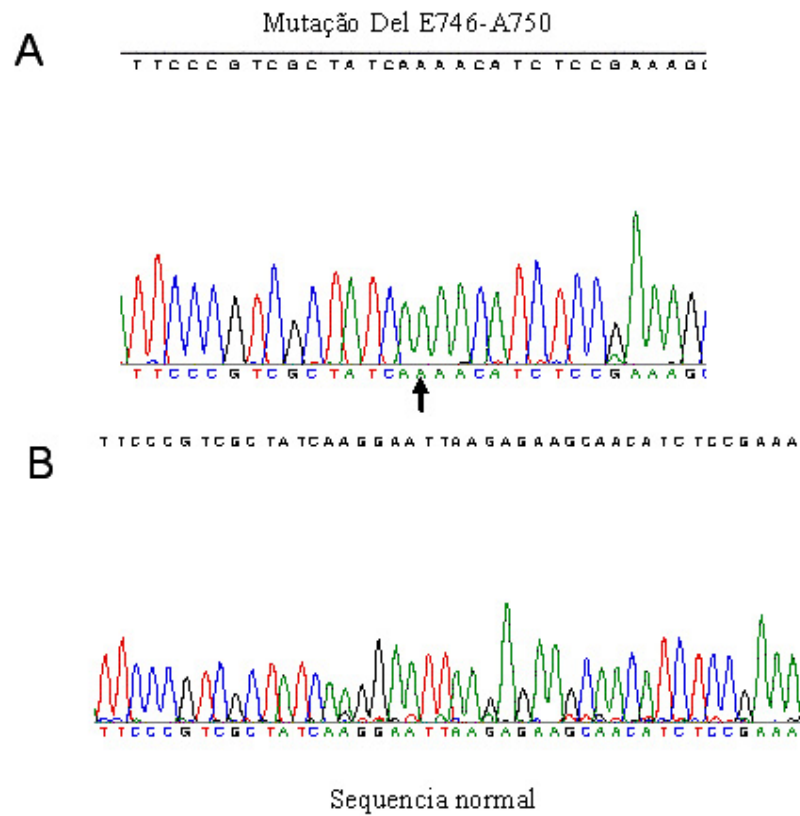 Mutação Del E746-A750
A
T T C C C G T C G C T A T C A A A A C A T C T C C G A A A G C
T T C C C G T C G C T A T C A A A A C A T C T C C G A A A G C
T T C C C G T C G C T A T C A A G G A A T T A A G A G A A G C A A C A T C T C C G A A A
B
T T C C C G T C G C T A T C A A G G A A T T A A G A G A A G C A A C A T C T C C G A A A
Sequencia normal